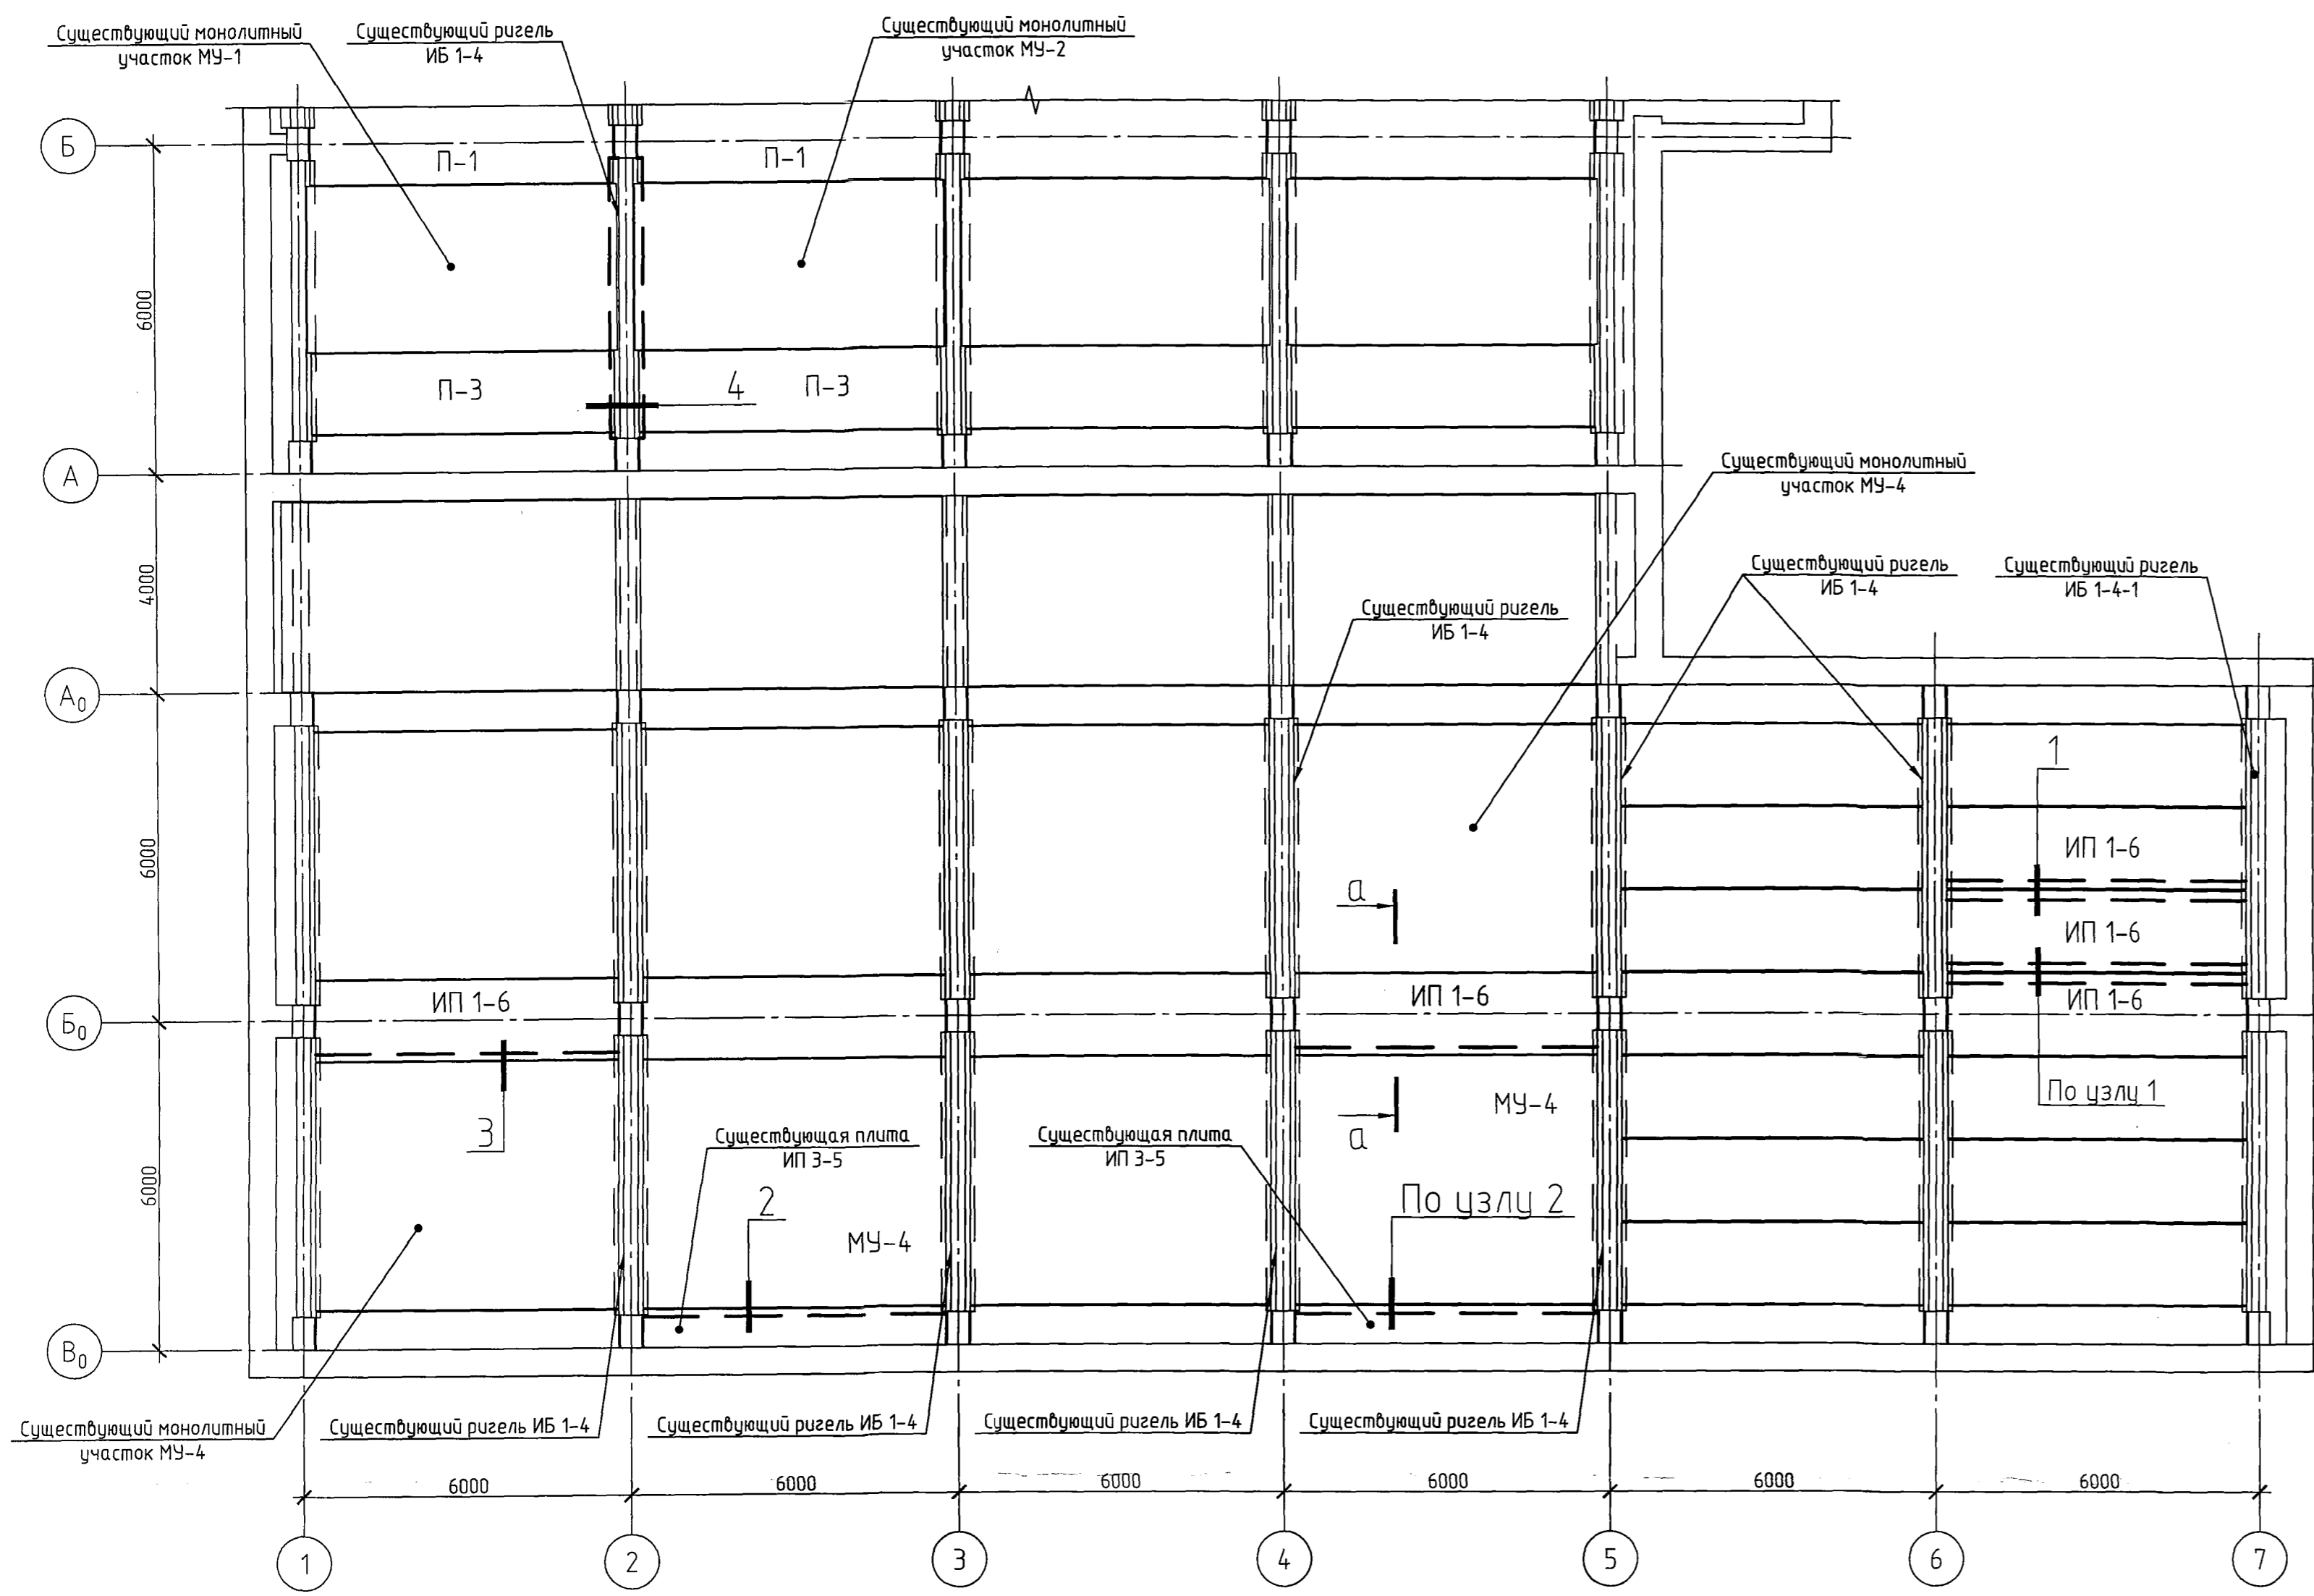 Существующий монолитный
участок МУ-1
Существующий ригель
ИБ 1-4
Существующий монолитный
участок МУ-2
Б
П-1
П-1
6000
П-3
4
П-3
А
Существующий монолитный
участок МУ-4
4000
Существующий ригель
ИБ 1-4
Существующий ригель
ИБ 1-4
Существующий ригель
ИБ 1-4-1
А0
1
6000
ИП 1-6
а
ИП 1-6
ИП 1-6
ИП 1-6
ИП 1-6
Б0
По узлу 1
МУ-4
3
Существующая плита
ИП 3-5
Существующая плита
ИП 3-5
а
6000
2
По узлу 2
МУ-4
В0
Существующий монолитный
участок МУ-4
Существующий ригель ИБ 1-4
Существующий ригель ИБ 1-4
Существующий ригель ИБ 1-4
Существующий ригель ИБ 1-4
6000
6000
6000
6000
6000
6000
1
2
3
4
5
6
7